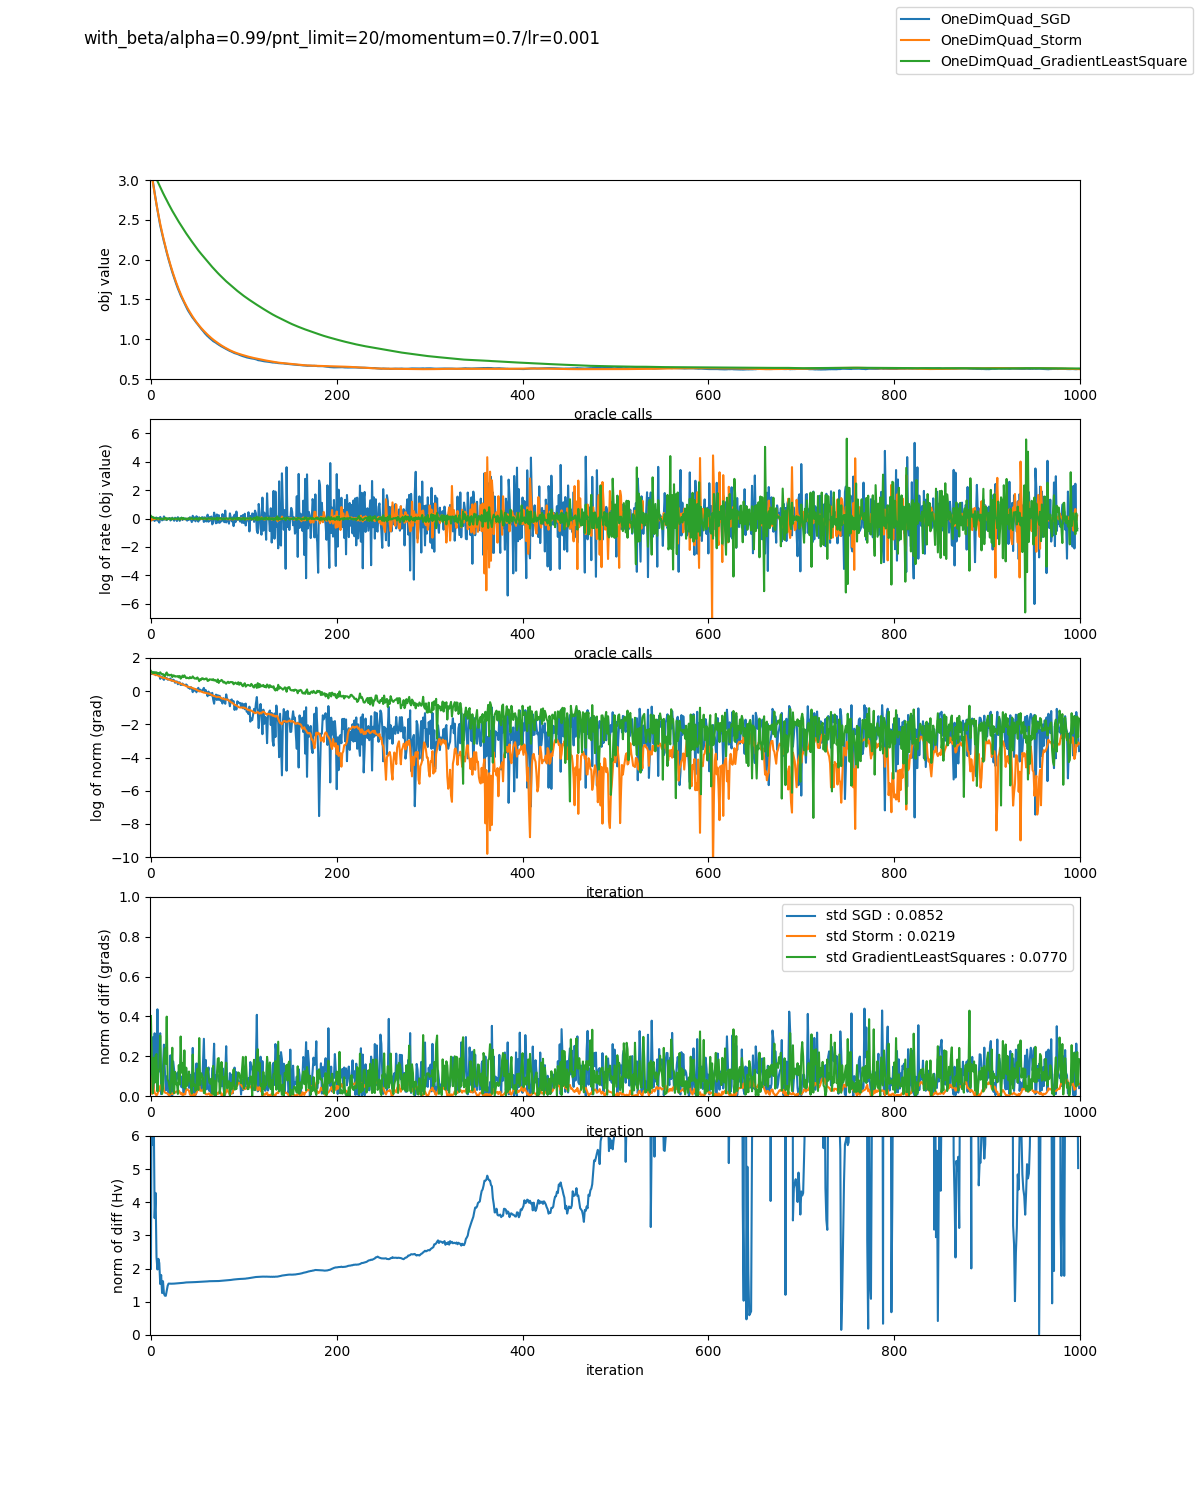 with_beta/alpha=0.99/pnt_limit=20/momentum=0.7/lr=0.001
OneDimQuad_SGD
OneDimQuad_Storm
OneDimQuad_GradientLeastSquare
obj value
3.0
2.5
2.0
1.5
1.0
0.5
0 200 400 600 800 1000
oracle calls
log of rate (obj value)
6
4
2
0
−2
−4
−6
0 200 400 600 800 1000
oracle calls
log of norm (grad)
2
0
−2
−4
−6
−8
−10
0 200 400 600 800 1000
iteration
norm of diff (grads)
1.0
0.8
0.6
0.4
0.2
0.0
std SGD : 0.0852
std Storm : 0.0219
std GradientLeastSquares : 0.0770
0 200 400 600 800 1000
iteration
norm of diff (Hv)
6
5
4
3
2
1
0
0 200 400 600 800 1000
iteration